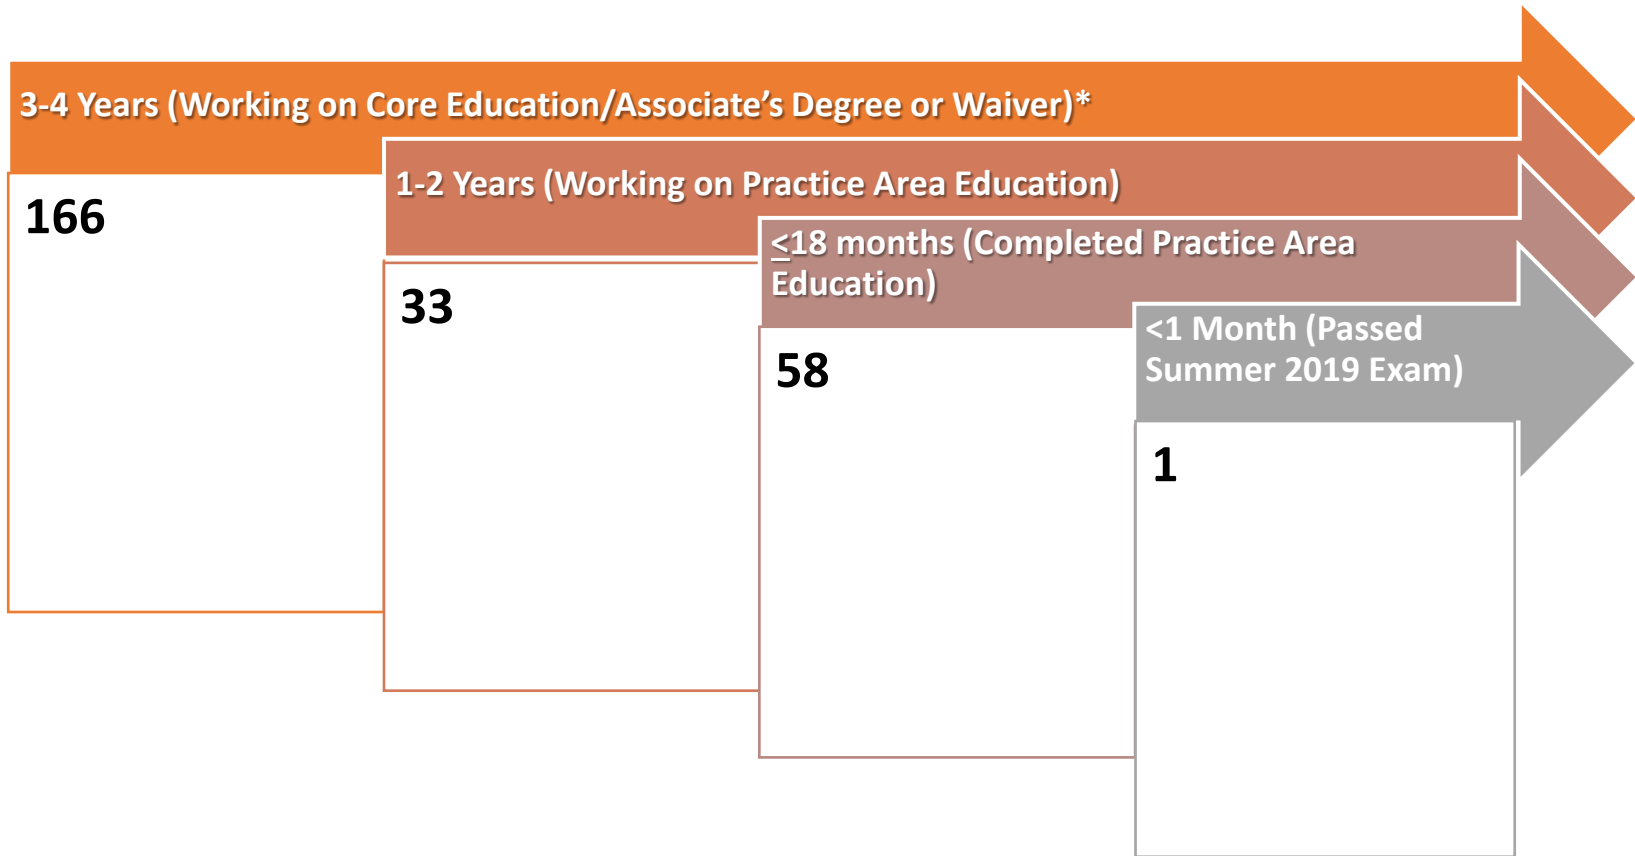 3-4 Years (Working on Core Education/Associate’s Degree or Waiver)*
166
1-2 Years (Working on Practice Area Education)
33
<18 months (Completed Practice Area
Education)
58
<1 Month (Passed
Summer 2019 Exam)
1